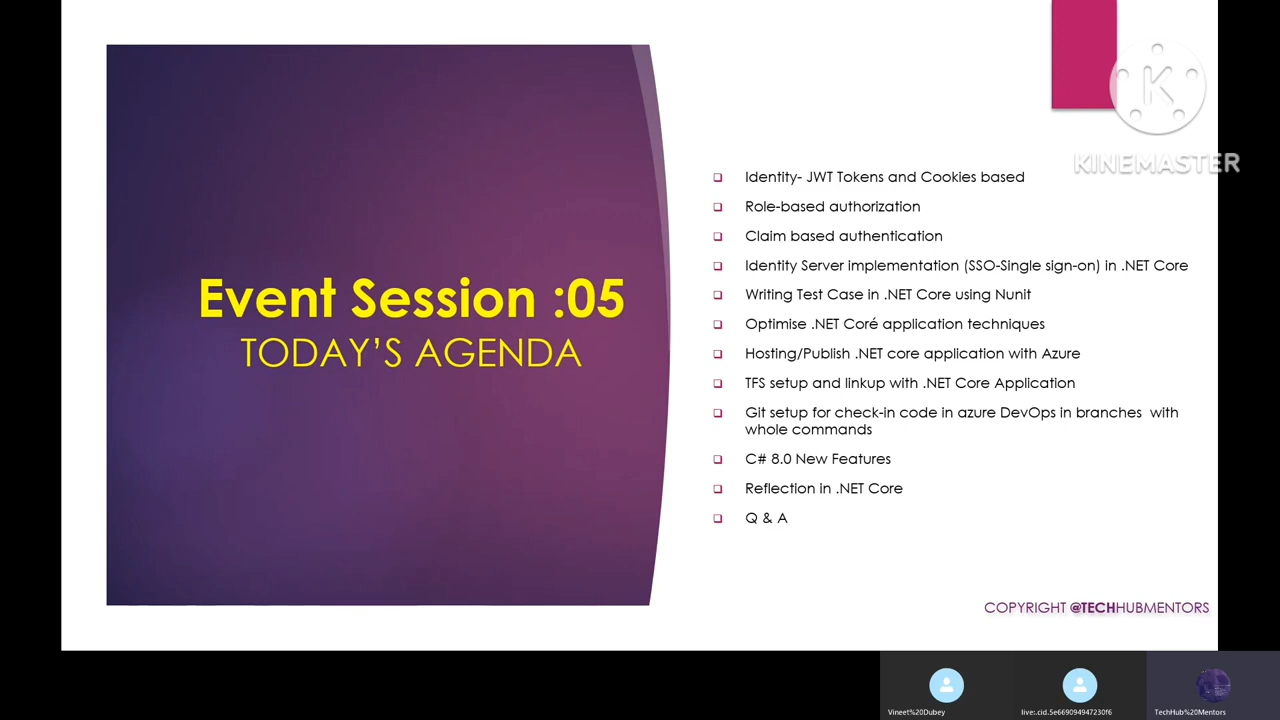 Event Session :05
TODAY'S AGENDA
Identity- JWT Tokens and Cookies based
Role-based authorization
Claim based authentication
Identity Server implementation (SSO-Single sign-on) in .NET Core
Writing Test Case in .NET Core using Nunit
Optimise .NET Coré application techniques
Hosting/Publish .NET core application with Azure
TFS setup and linkup with .NET Core Application
Git setup for check-in code in azure DevOps in branches  with
whole commands
C# 8.0 New Features
Reflection in .NET Core
Q & A
K
KINEMASTER
COPYRIGHT @TECHHUBMENTORS
Vineet%20Dubey
live:.cid.5e669094947230f6
TechHub%20Mentors